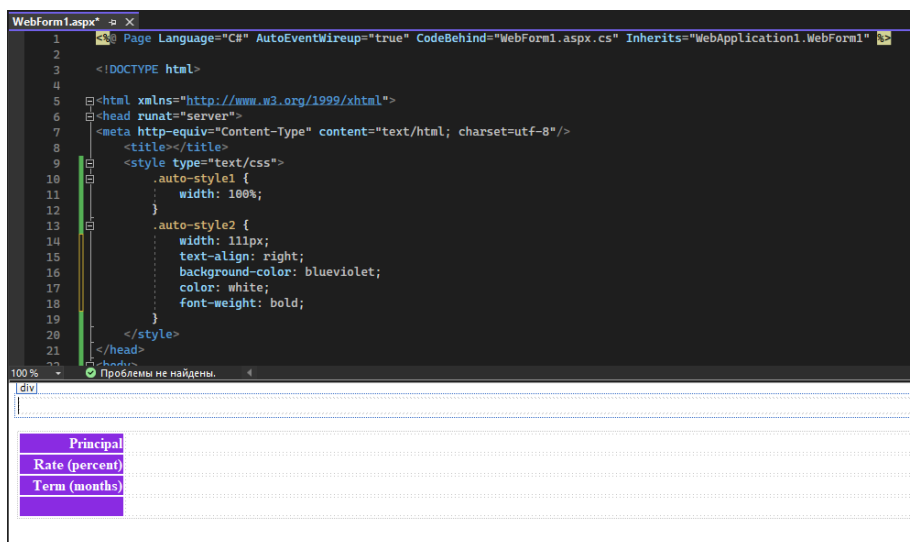 WebForm1.aspx*
1 <%@ Page Language="C#" AutoEventWireup="true" CodeBehind="WebForm1.aspx.cs" Inherits="WebApplication1.WebForm1" %>
2
3 <!DOCTYPE html>
4
5 <html xmlns="http://www.w3.org/1999/xhtml">
6 <head runat="server">
7 <meta http-equiv="Content-Type" content="text/html; charset=utf-8"/>
8 <title></title>
9 <style type="text/css">
10 .auto-style1 {
11 width: 100%;
12 }
13 .auto-style2 {
14 width: 111px;
15 text-align: right;
16 background-color: blueviolet;
17 color: white;
18 font-weight: bold;
19 }
20 </style>
21 </head>
22 <body>
100 % Проблемы не найдены.
div
Principal
Rate (percent)
Term (months)